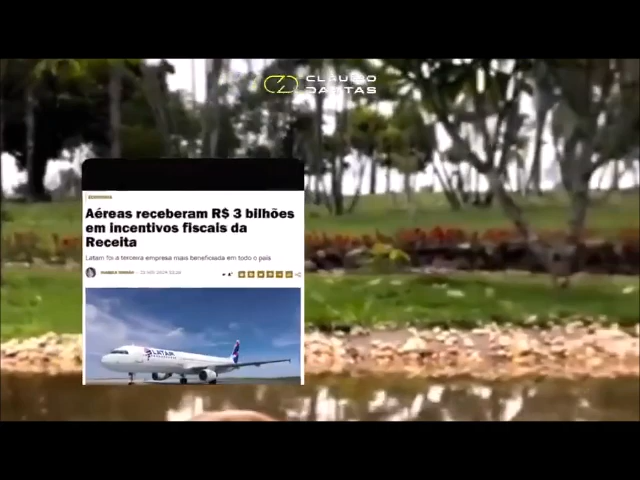 CLAUDIO
DANTAS
Aéreas receberam R$ 3 bilhões
em incentivos fiscais da
Receita
Latam foi a terceira empresa mais beneficiada em todo o país
LATAM